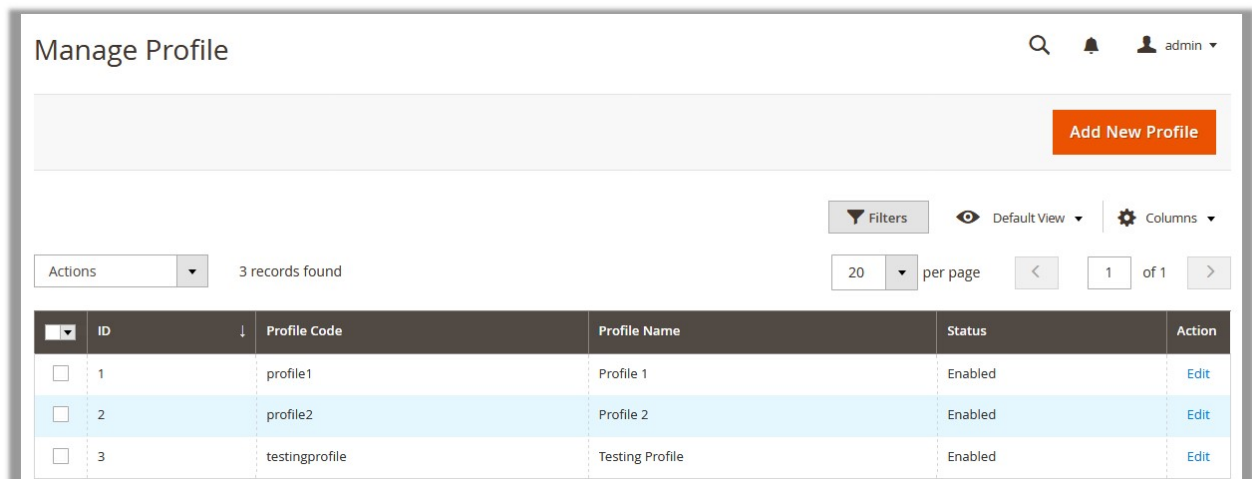 Manage Profile
admin
Add New Profile
Filters
Default View
Columns
Actions
3 records found
20
per page
1
of 1
ID Profile Code Profile Name Status Action
1 profile1 Profile 1 Enabled Edit
2 profile2 Profile 2 Enabled Edit
3 testingprofile Testing Profile Enabled Edit